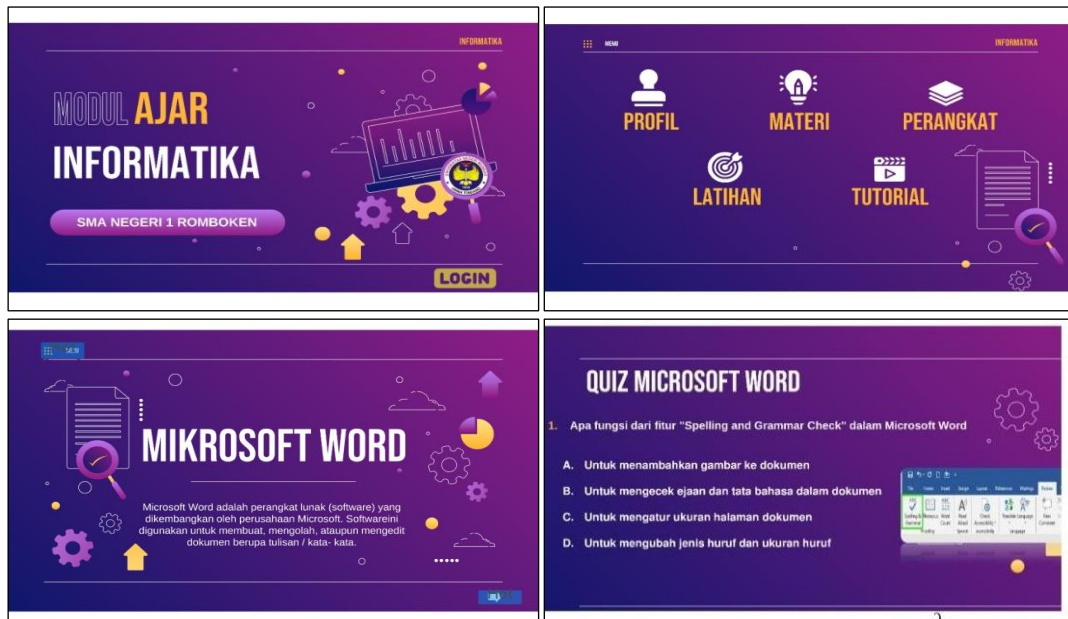 INFORMATIKA
MODUL AJAR
INFORMATIKA
SMA NEGERI 1 ROMBOKEN
LOGIN
MENU
INFORMATIKA
PROFIL
MATERI
PERANGKAT
LATIHAN
TUTORIAL
MIKROSOFT WORD
Microsoft Word adalah perangkat lunak (software) yang
dikembangkan oleh perusahaan Microsoft. Softwareini
digunakan untuk membuat, mengolah, ataupun mengedit
dokumen berupa tulisan / kata- kata.
QUIZ MICROSOFT WORD
1. Apa fungsi dari fitur "Spelling and Grammar Check" dalam Microsoft Word
A. Untuk menambahkan gambar ke dokumen
B. Untuk mengecek ejaan dan tata bahasa dalam dokumen
C. Untuk mengatur ukuran halaman dokumen
D. Untuk mengubah jenis huruf dan ukuran huruf